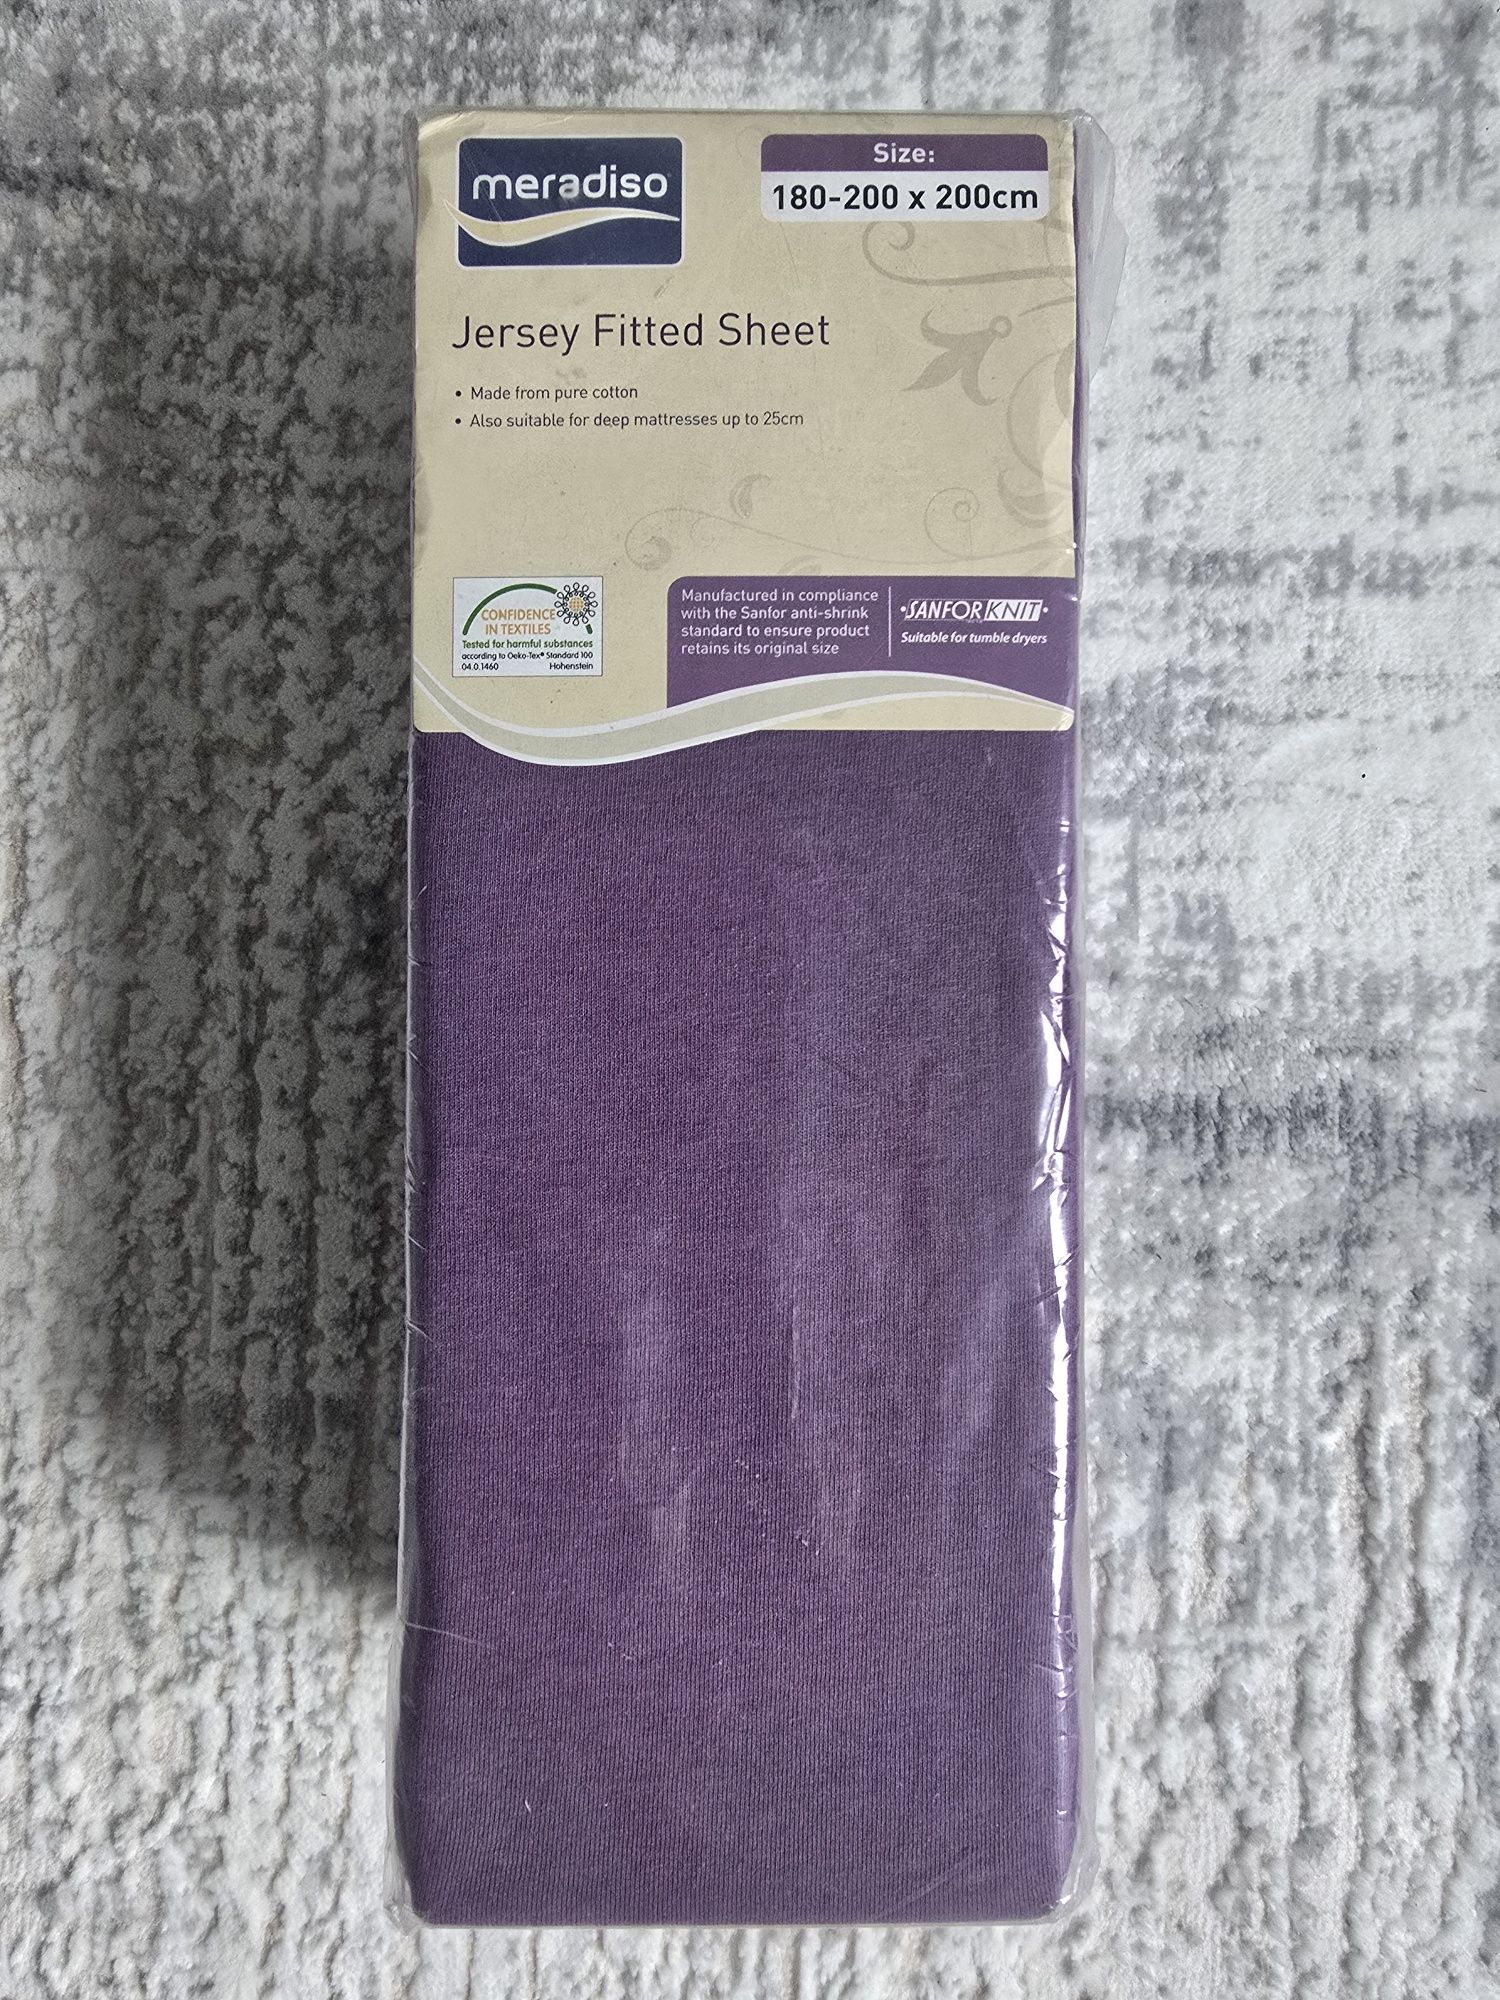 meradiso
Size:
180-200 x 200cm
Jersey Fitted Sheet
• Made from pure cotton
• Also suitable for deep mattresses up to 25cm
CONFIDENCE
IN TEXTILES
Tested for harmful substances
according to Oeko-Tex® Standard 100
04.0.1460 Hohenstein
Manufactured in compliance
with the Sanfor anti-shrink
standard to ensure product
retains its original size
•SANFOR KNIT•
Suitable for tumble dryers